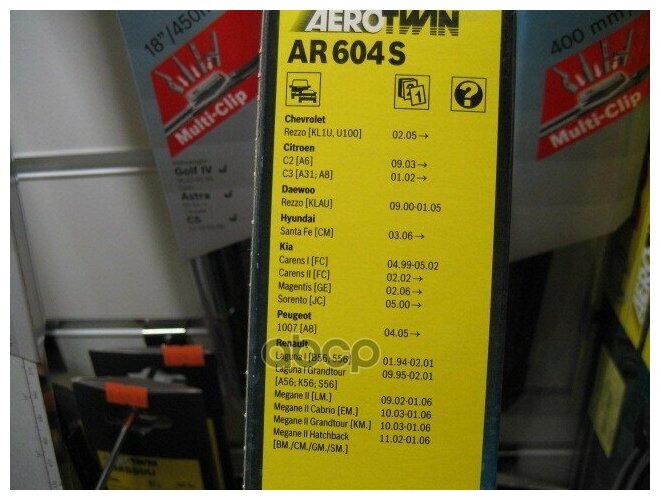 AEROTWIN
AR 604 S
Chevrolet
Rezzo [KL1U, U100] 02.05→
Citroen
C2 [A6] 09.03→
C3 [A31; A8] 01.02→
Daewoo
Rezzo [KLAU] 09.00-01.05
Hyundai
Santa Fe [CM] 03.06→
Kia
Carens I [FC] 04.99-05.02
Carens II [FC] 02.02→
Magentis [GE] 02.06→
Sorento [JC] 05.00→
Peugeot
1007 [A8] 04.05→
Renault
Laguna I [B56; S56] 01.94-02.01
Laguna I Grandtour 09.95-02.01
[A56; K56; S56]
Megane II [LM.] 09.02-01.06
Megane II Cabrio [EM.] 10.03-01.06
Megane II Grandtour [KM.] 10.03-01.06
Megane II Hatchback 11.02-01.06
[BM./CM./GM./SM.]
18"/450
Multi-Clip
Golf IV
Astra
C5
400 mm
Multi-Clip
abcp